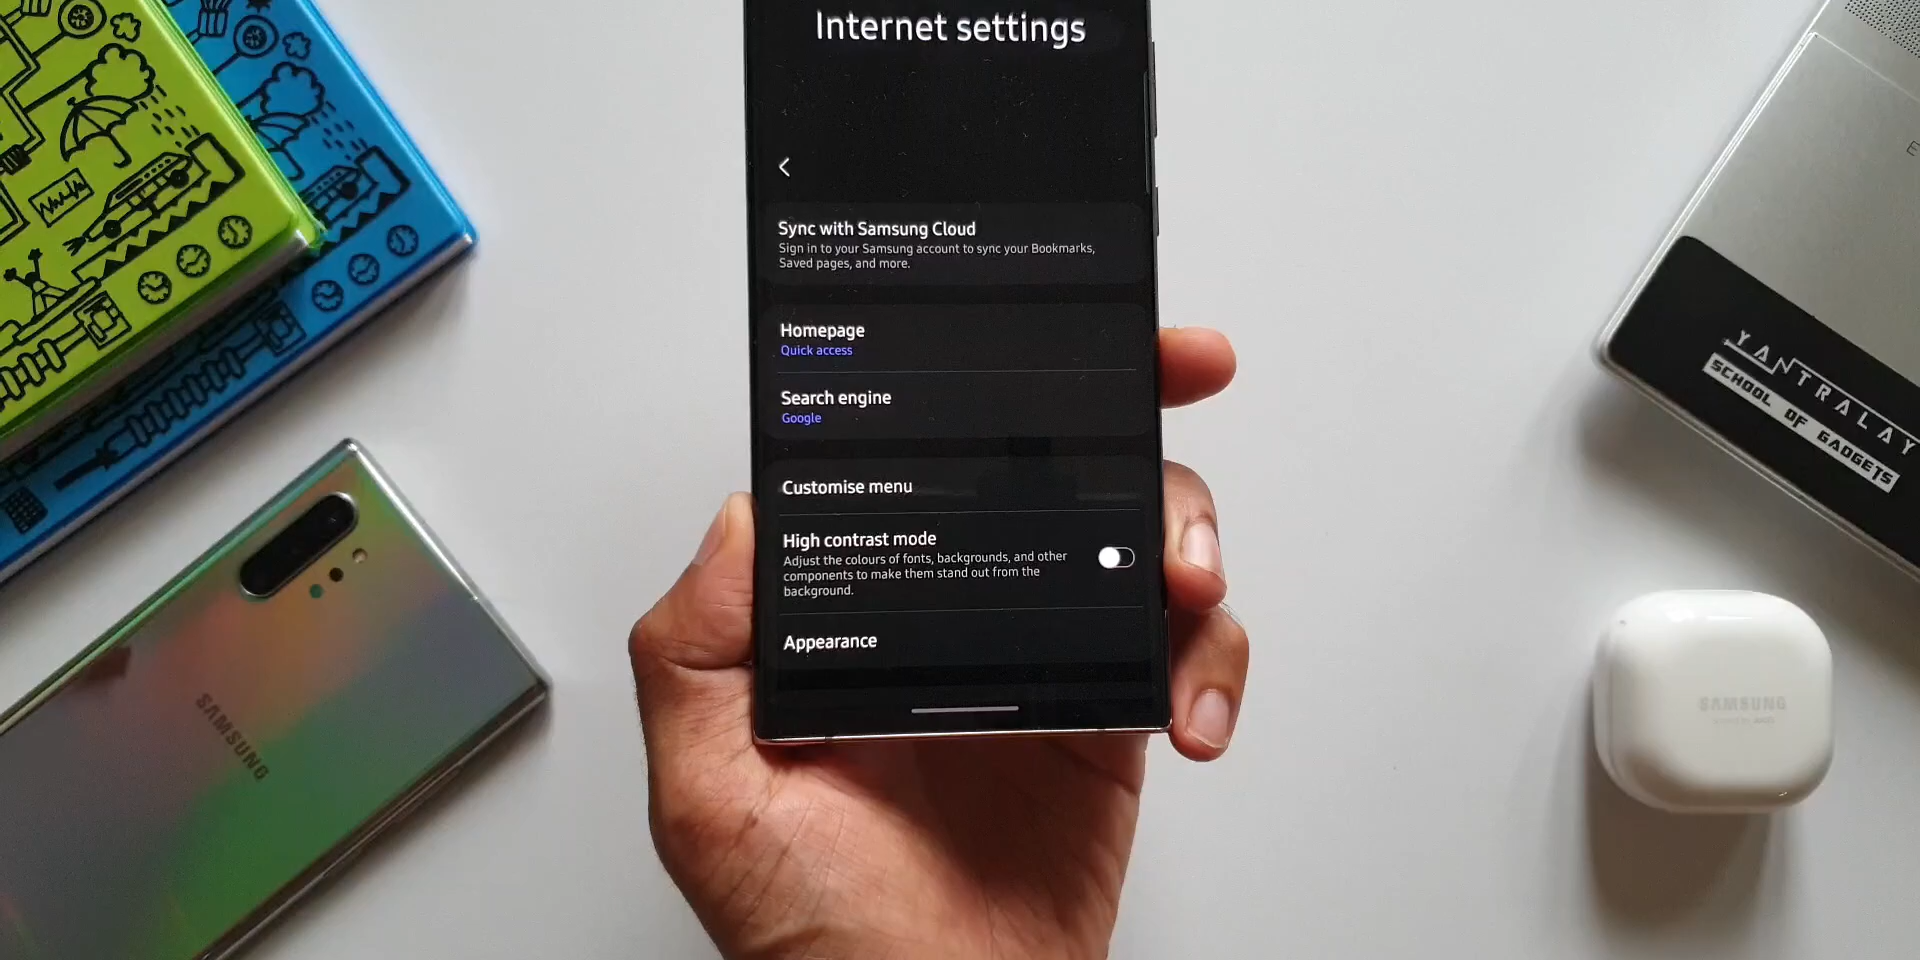 Internet settings
Sync with Samsung Cloud
Sign in to your Samsung account to sync your Bookmarks,
Saved pages, and more.
Homepage
Quick access
Search engine
Google
Customise menu
High contrast mode
Adjust the colours of fonts, backgrounds, and other
components to make them stand out from the
background.
Appearance
SAMSUNG
YANTRALAY
SCHOOL OF GADGETS
SAMSUNG